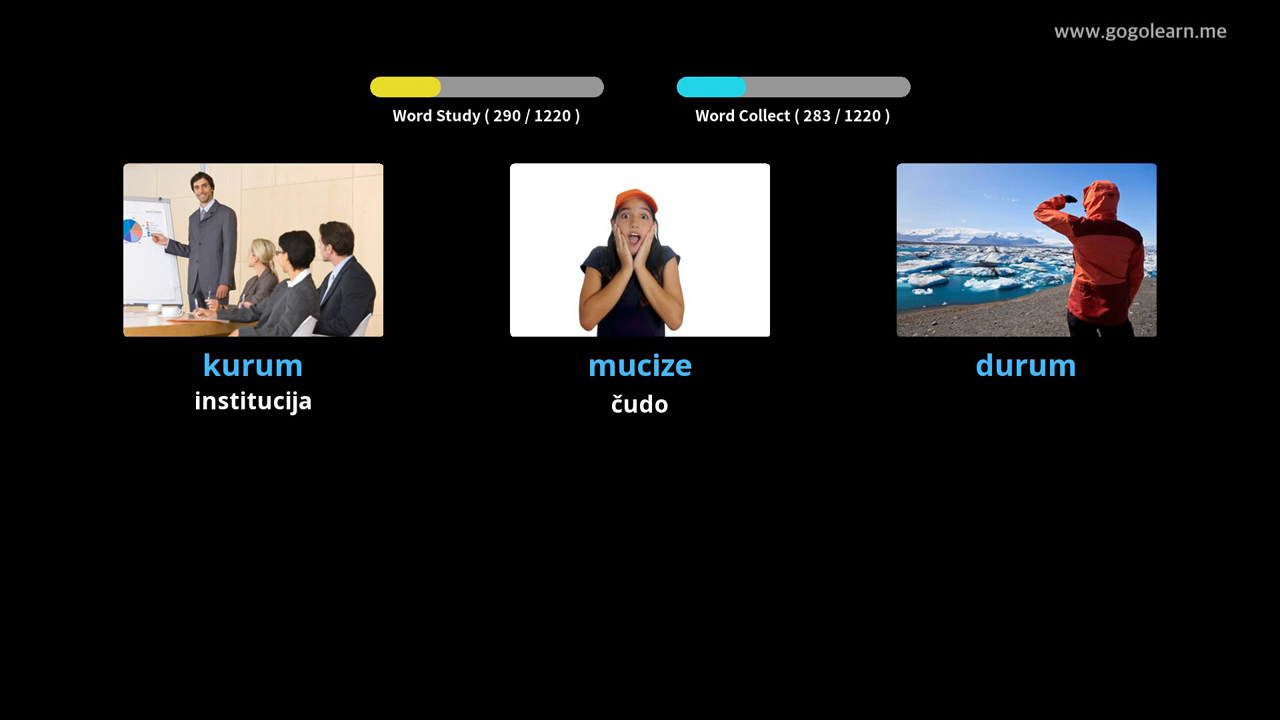 www.gogolearn.me
Word Study ( 290 / 1220 )
Word Collect ( 283 / 1220 )
kurum
institucija
mucize
čudo
durum